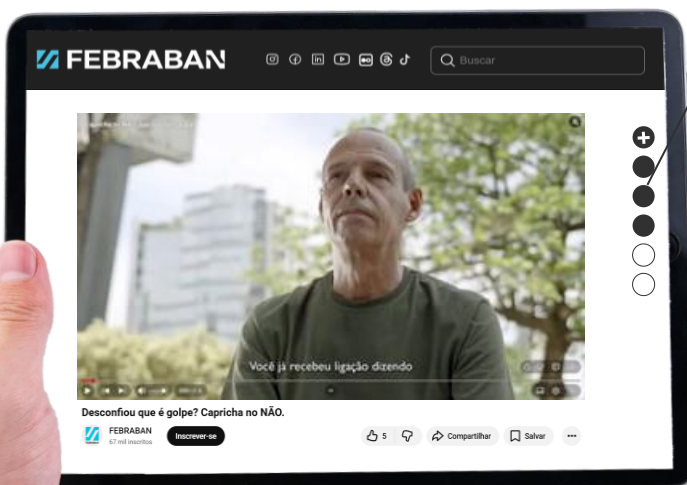 FEBRABAN
Buscar
Você já recebeu ligação dizendo
Desconfiou que é golpe? Capricha no NÃO.
FEBRABAN
67 mil inscritos
Inscrever-se
5
Compartilhar
Salvar